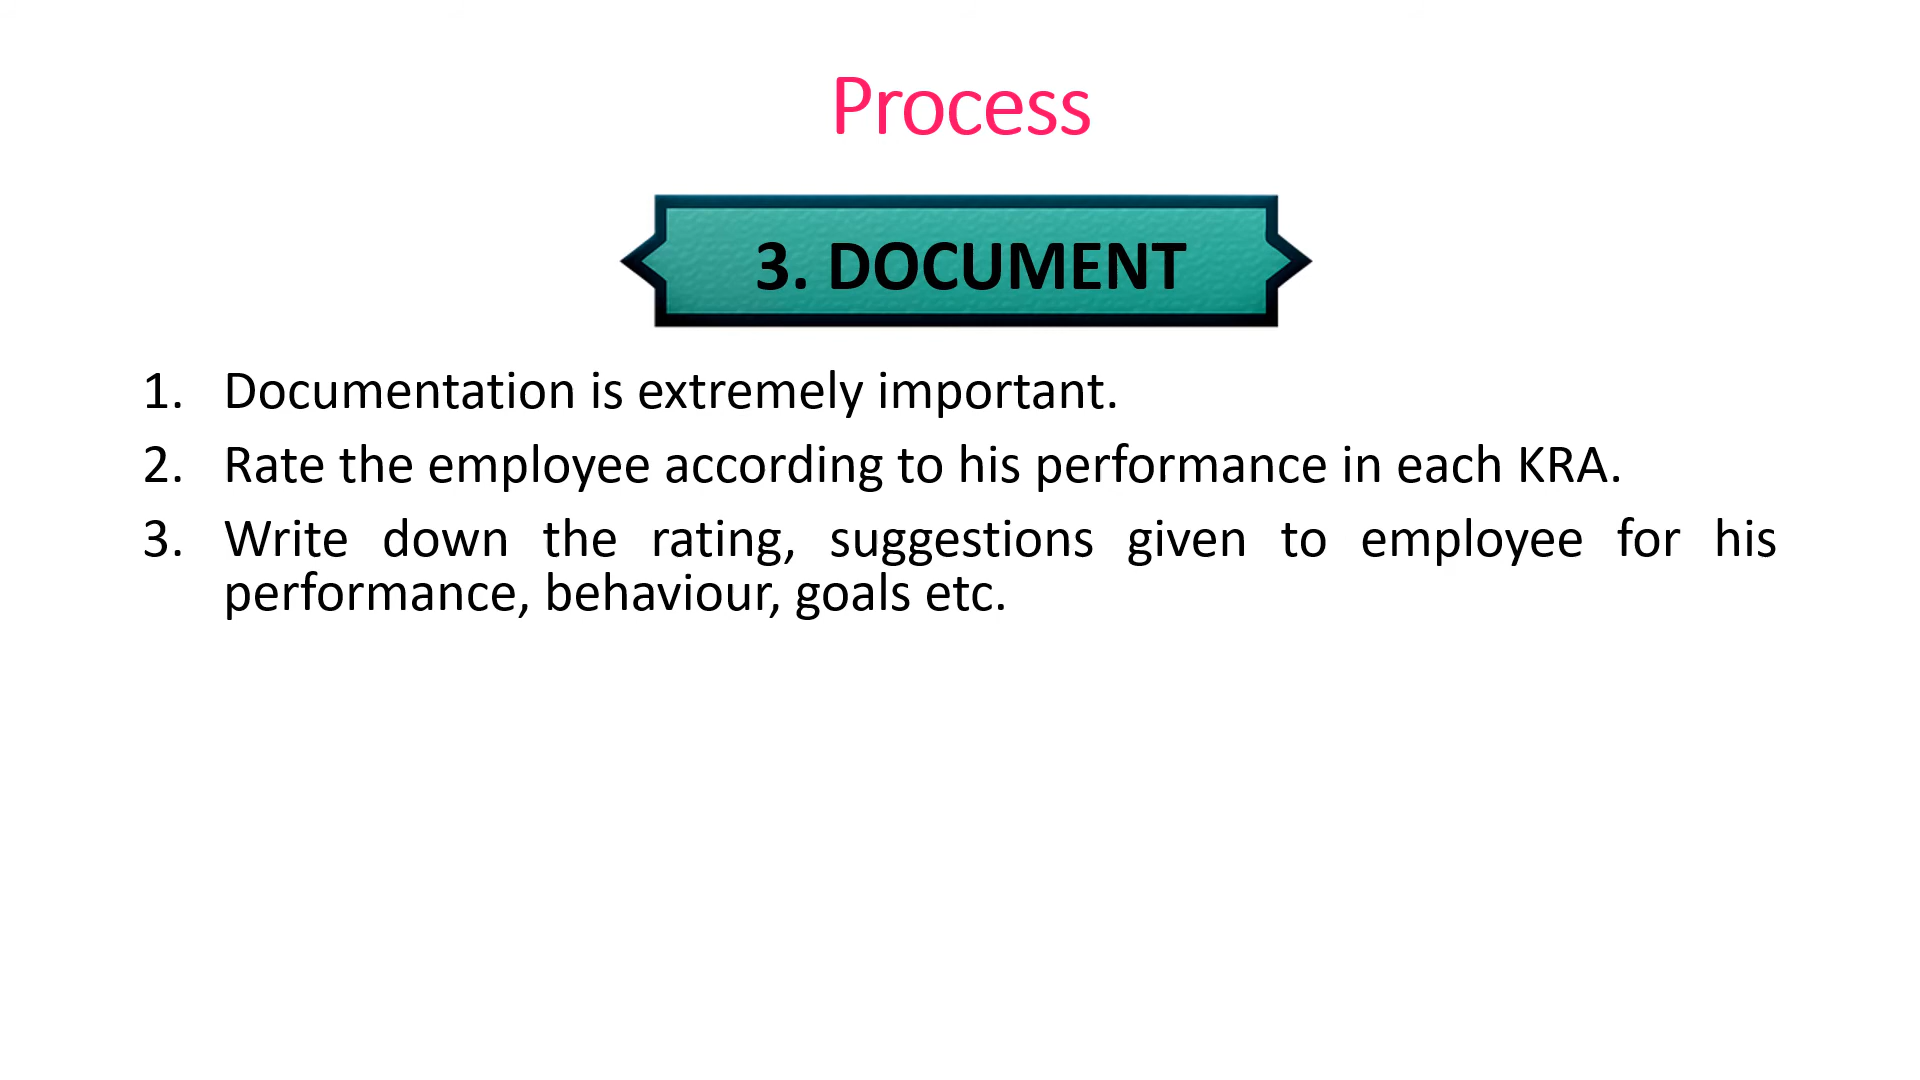 Process
3. DOCUMENT
1. Documentation is extremely important.
2. Rate the employee according to his performance in each KRA.
3. Write down the rating, suggestions given to employee for his
performance, behaviour, goals etc.